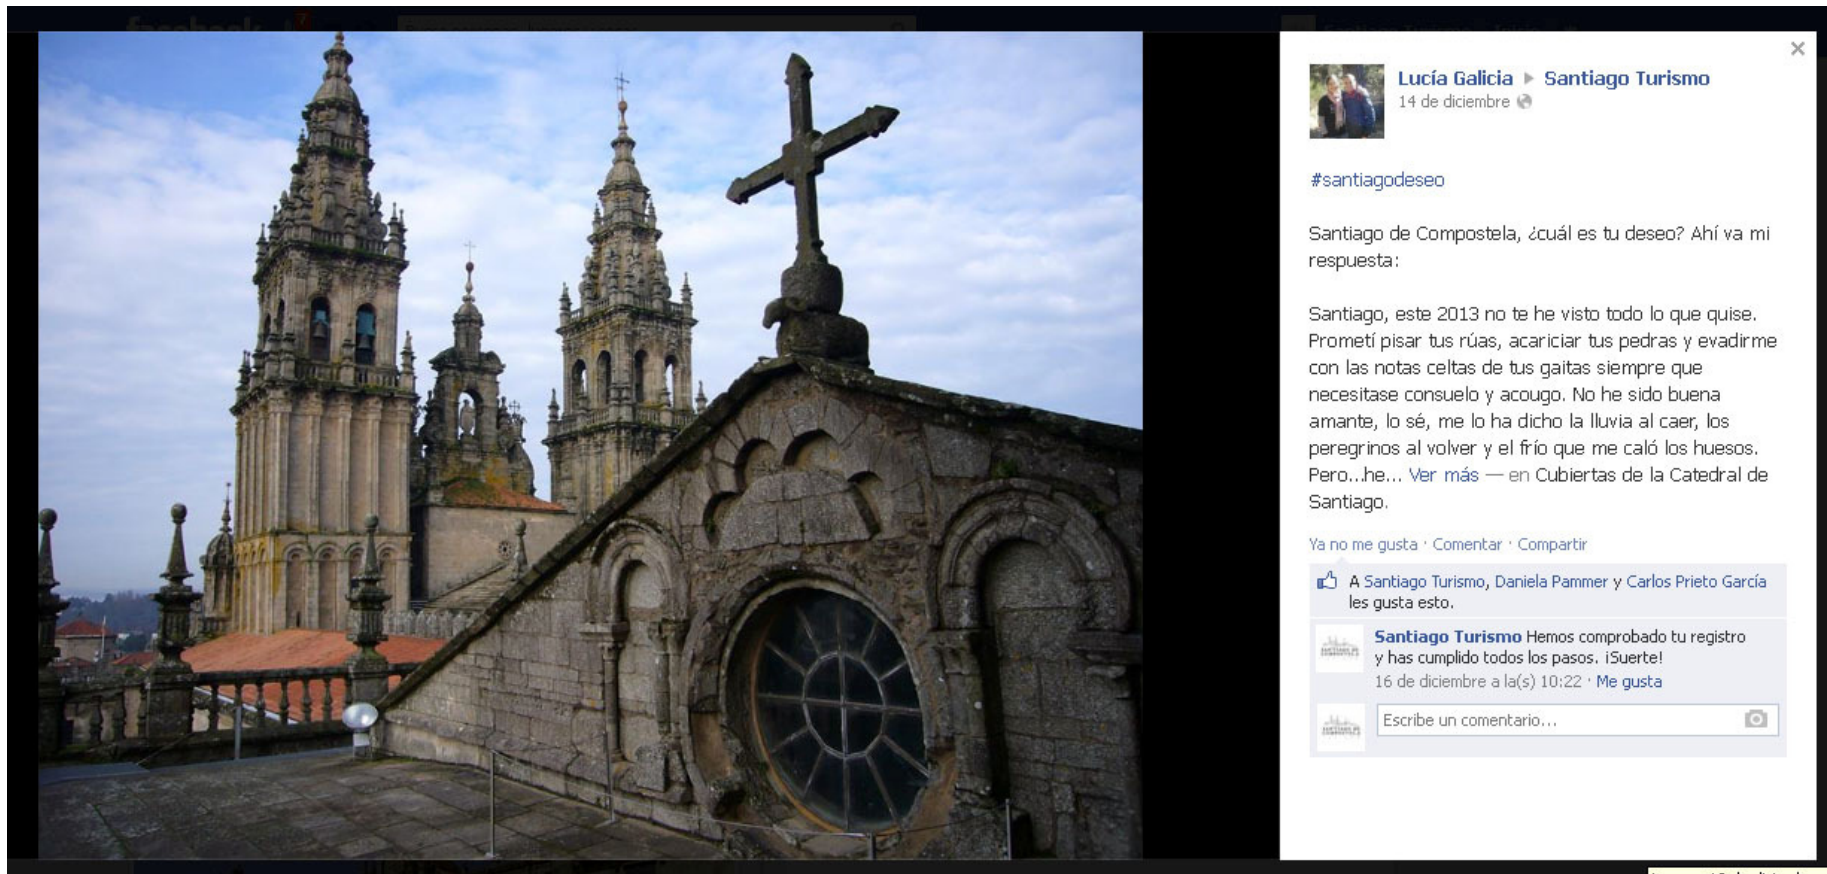 facebook
7
Lucía Galicia ▶ Santiago Turismo
14 de diciembre
#santiagodeseo
Santiago de Compostela, ¿cuál es tu deseo? Ahí va mi
respuesta:
Santiago, este 2013 no te he visto todo lo que quise.
Prometí pisar tus rúas, acariciar tus pedras y evadirme
con las notas celtas de tus gaitas siempre que
necesitase consuelo y acougo. No he sido buena
amante, lo sé, me lo ha dicho la lluvia al caer, los
peregrinos al volver y el frío que me caló los huesos.
Pero...he... Ver más — en Cubiertas de la Catedral de
Santiago.
Ya no me gusta · Comentar · Compartir
A Santiago Turismo, Daniela Pammer y Carlos Prieto García
les gusta esto.
Santiago Turismo Hemos comprobado tu registro
y has cumplido todos los pasos. ¡Suerte!
16 de diciembre a la(s) 10:22 · Me gusta
Escribe un comentario...